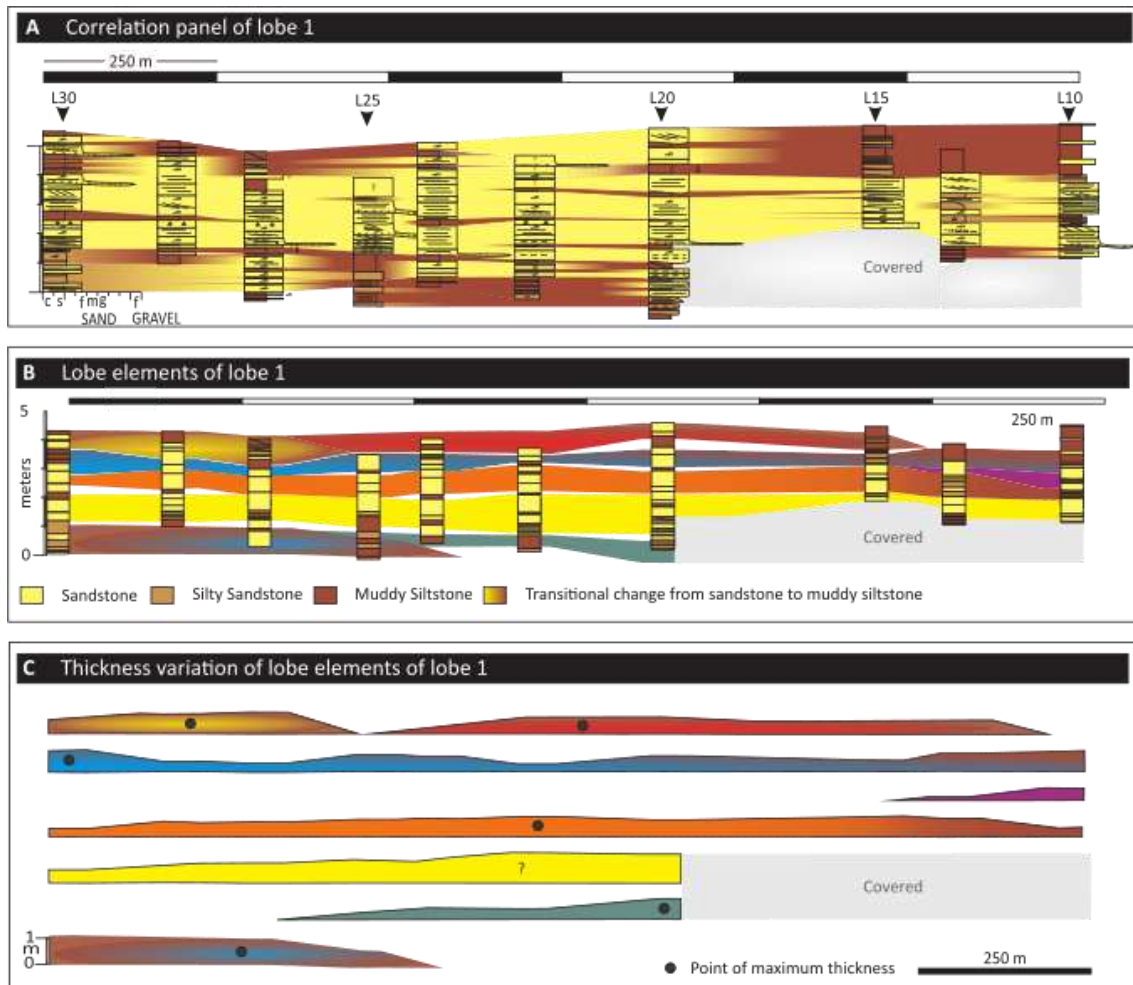 A Correlation panel of lobe 1
250 m
L30 L25 L20 L15 L10
Covered
c s f m g f
SAND GRAVEL
B Lobe elements of lobe 1
5
250 m
meters
Covered
0
Sandstone Silty Sandstone Muddy Siltstone Transitional change from sandstone to muddy siltstone
C Thickness variation of lobe elements of lobe 1
?
Covered
1
m
0
Point of maximum thickness 250 m